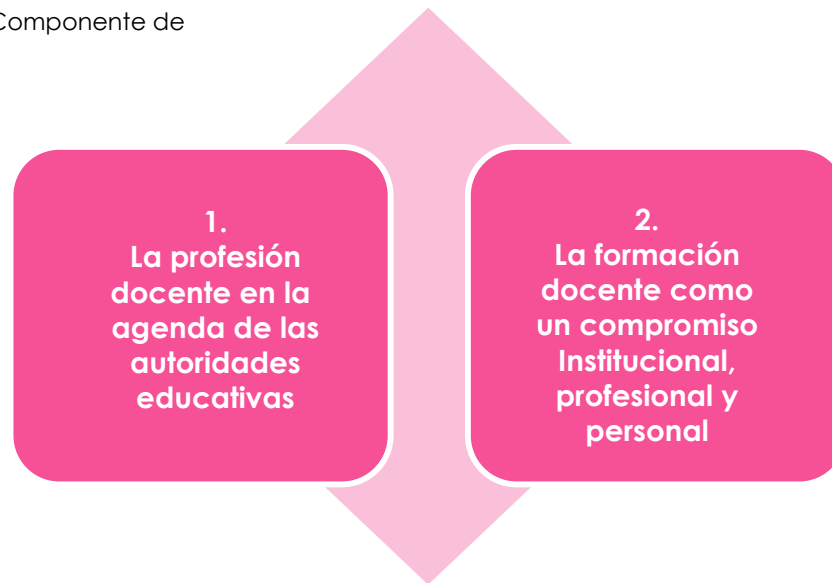 Componente de
1.
La profesión
docente en la
agenda de las
autoridades
educativas
2.
La formación
docente como
un compromiso
Institucional,
profesional y
personal